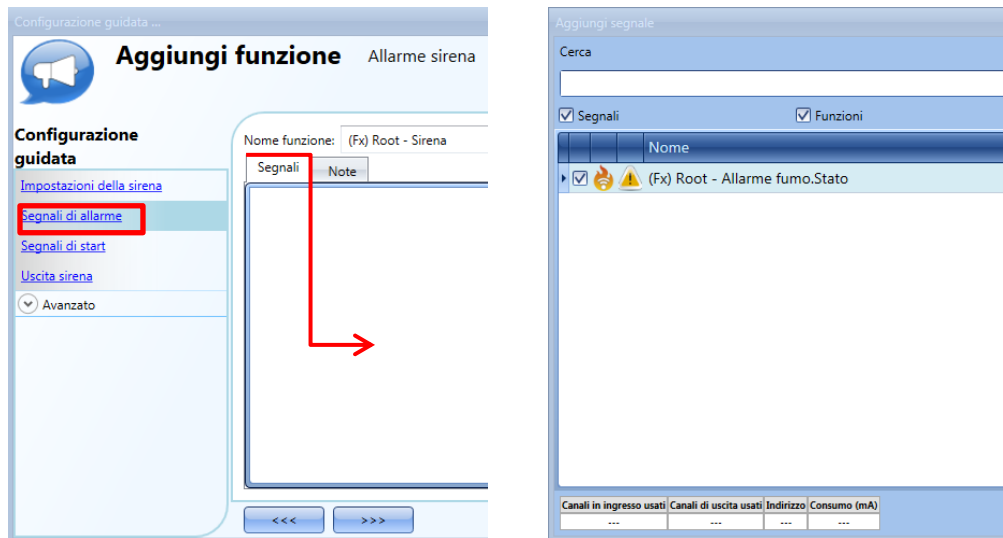 Configurazione guidata ...
Aggiungi funzione Allarme sirena
Configurazione
guidata
Impostazioni della sirena
Segnali di allarme
Segnali di start
Uscita sirena
Avanzato
Nome funzione: (Fx) Root - Sirena
Segnali Note
<<< >>>
Aggiungi segnale
Cerca
Segnali Funzioni
Nome
(Fx) Root - Allarme fumo.Stato
Canali in ingresso usati Canali di uscita usati Indirizzo Consumo (mA)
--- --- --- ---